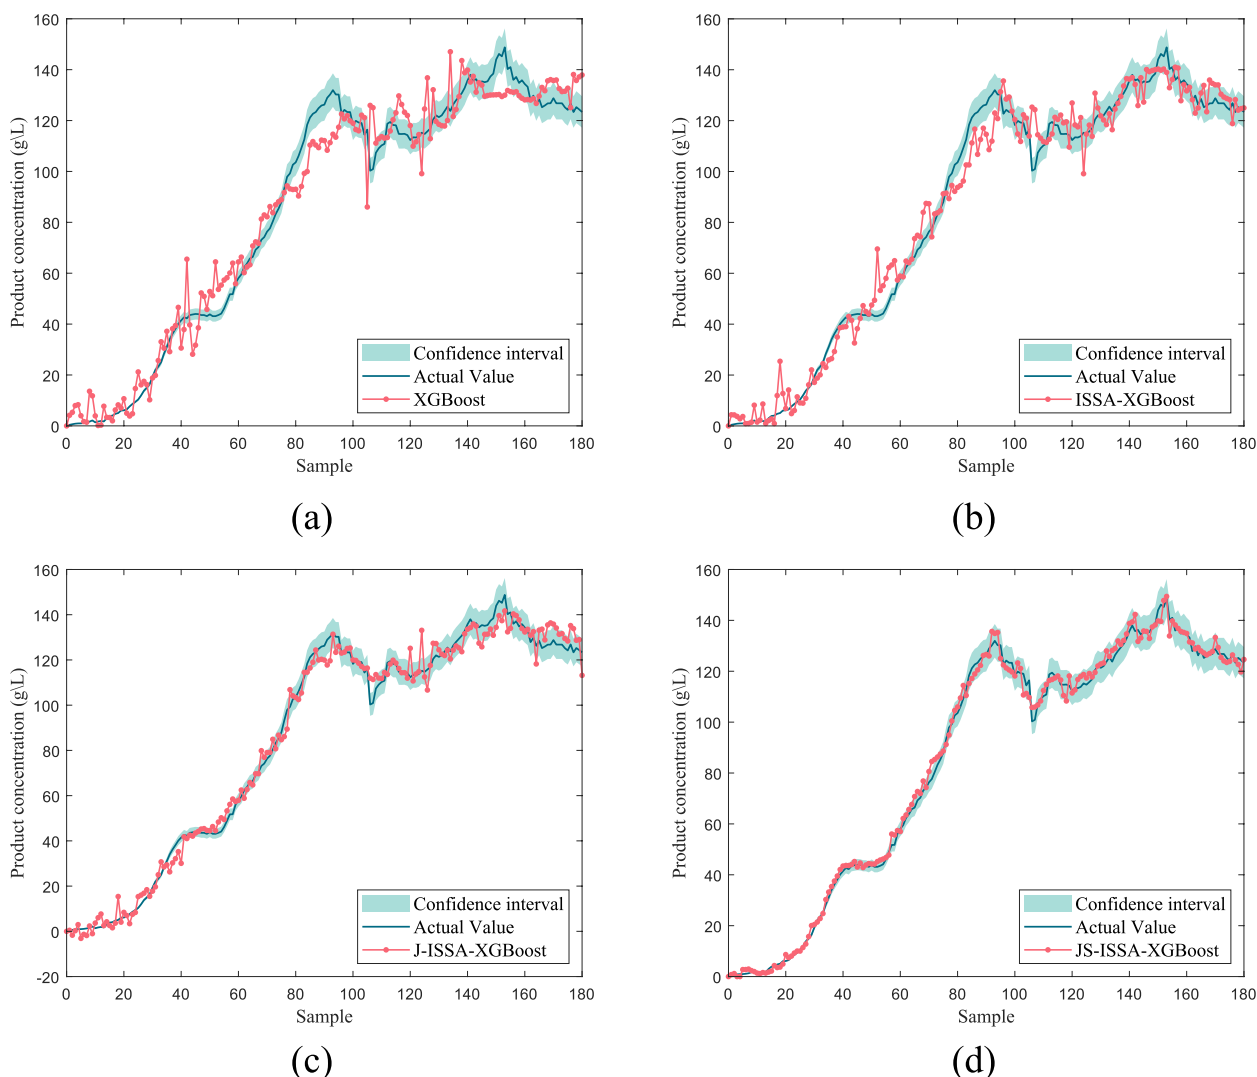 160
140
120
100
80
60
40
20
0
Product concentration (g\L)
Confidence interval
Actual Value
XGBoost
0 20 40 60 80 100 120 140 160 180
Sample
(a)
160
140
120
100
80
60
40
20
0
Product concentration (g\L)
Confidence interval
Actual Value
ISSA-XGBoost
0 20 40 60 80 100 120 140 160 180
Sample
(b)
160
140
120
100
80
60
40
20
0
-20
Product concentration (g\L)
Confidence interval
Actual Value
J-ISSA-XGBoost
0 20 40 60 80 100 120 140 160 180
Sample
(c)
160
140
120
100
80
60
40
20
0
Product concentration (g\L)
Confidence interval
Actual Value
JS-ISSA-XGBoost
0 20 40 60 80 100 120 140 160 180
Sample
(d)